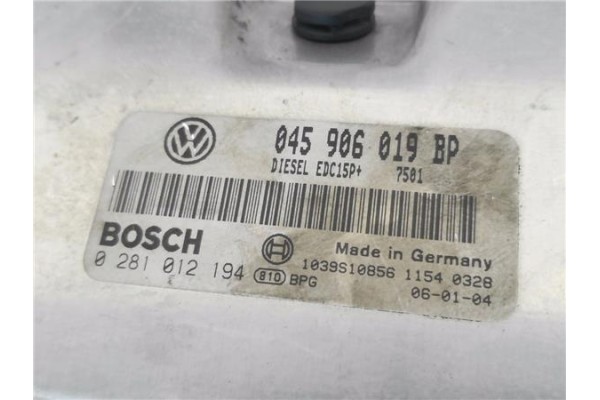 045 906 019 BP
DIESEL EDC15P+ 7501
BOSCH
Made in Germany
0 281 012 194
810 BPG
1039S10856 1154 0328
06-01-04